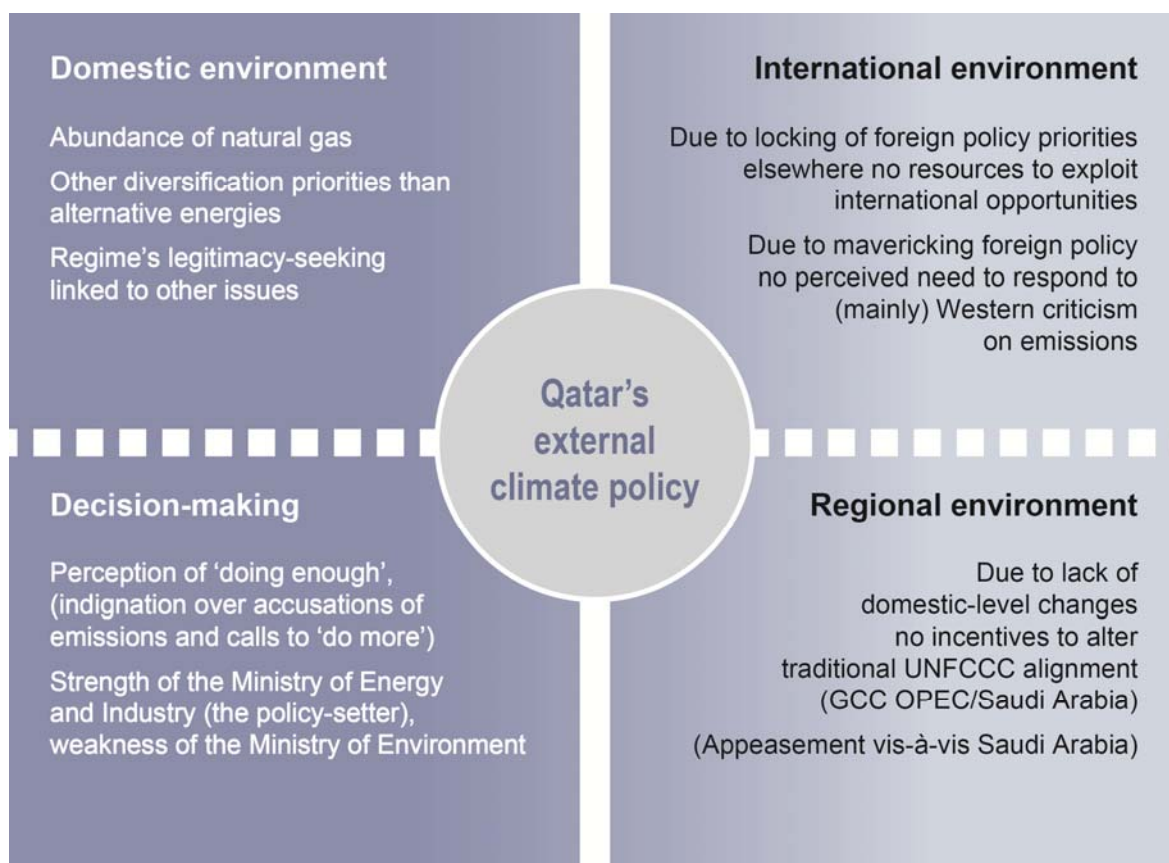 Domestic environment
Abundance of natural gas
Other diversification priorities than
alternative energies
Regime's legitimacy-seeking
linked to other issues
International environment
Due to locking of foreign policy priorities
elsewhere no resources to exploit
international opportunities
Due to mavericking foreign policy
no perceived need to respond to
(mainly) Western criticism
on emissions
Qatar's
external
climate policy
Decision-making
Perception of 'doing enough',
(indignation over accusations of
emissions and calls to 'do more')
Strength of the Ministry of Energy
and Industry (the policy-setter),
weakness of the Ministry of Environment
Regional environment
Due to lack of
domestic-level changes
no incentives to alter
traditional UNFCCC alignment
(GCC OPEC/Saudi Arabia)
(Appeasement vis-à-vis Saudi Arabia)